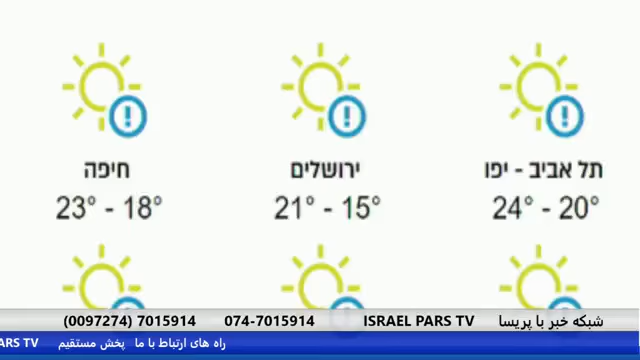 תל אביב - יפו
ירושלים
חיפה
24° - 20°
21° - 15°
23° - 18°
شبکه خبر با پریسا ISRAEL PARS TV 074-7015914 (0097274) 7015914
راه های ارتباط با ما پخش مستقیم ARS TV